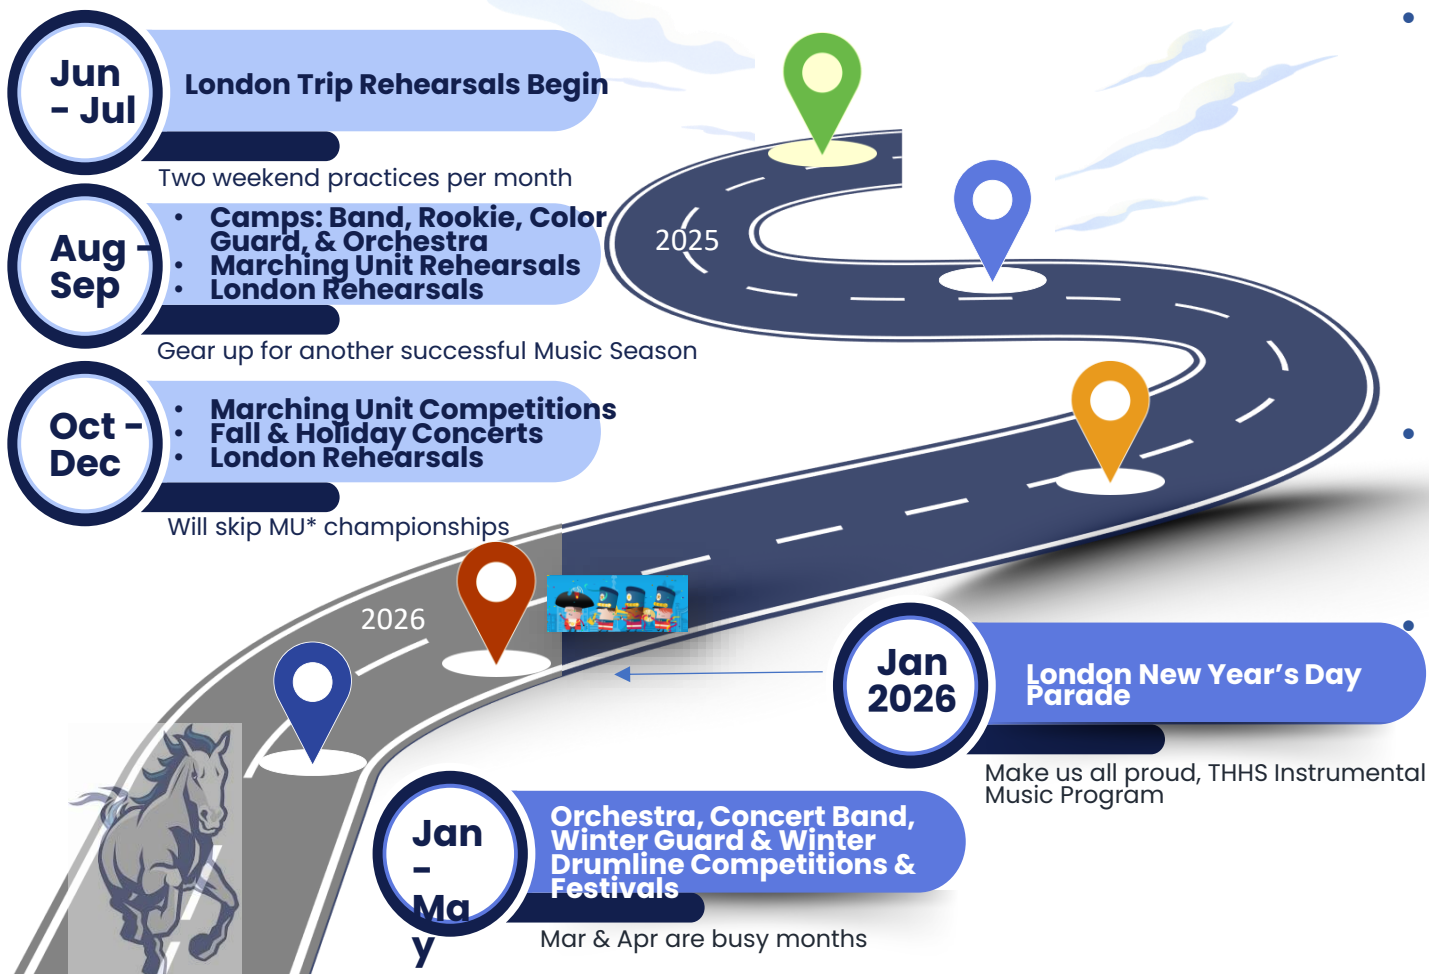 Jun
- Jul
London Trip Rehearsals Begin
Two weekend practices per month
Aug -
Sep
• Camps: Band, Rookie, Color
Guard, & Orchestra
• Marching Unit Rehearsals
• London Rehearsals
Gear up for another successful Music Season
Oct -
Dec
• Marching Unit Competitions
• Fall & Holiday Concerts
• London Rehearsals
Will skip MU* championships
2025
2026
Jan
2026
London New Year’s Day
Parade
Make us all proud, THHS Instrumental
Music Program
Jan
-
Ma
y
Orchestra, Concert Band,
Winter Guard & Winter
Drumline Competitions &
Festivals
Mar & Apr are busy months